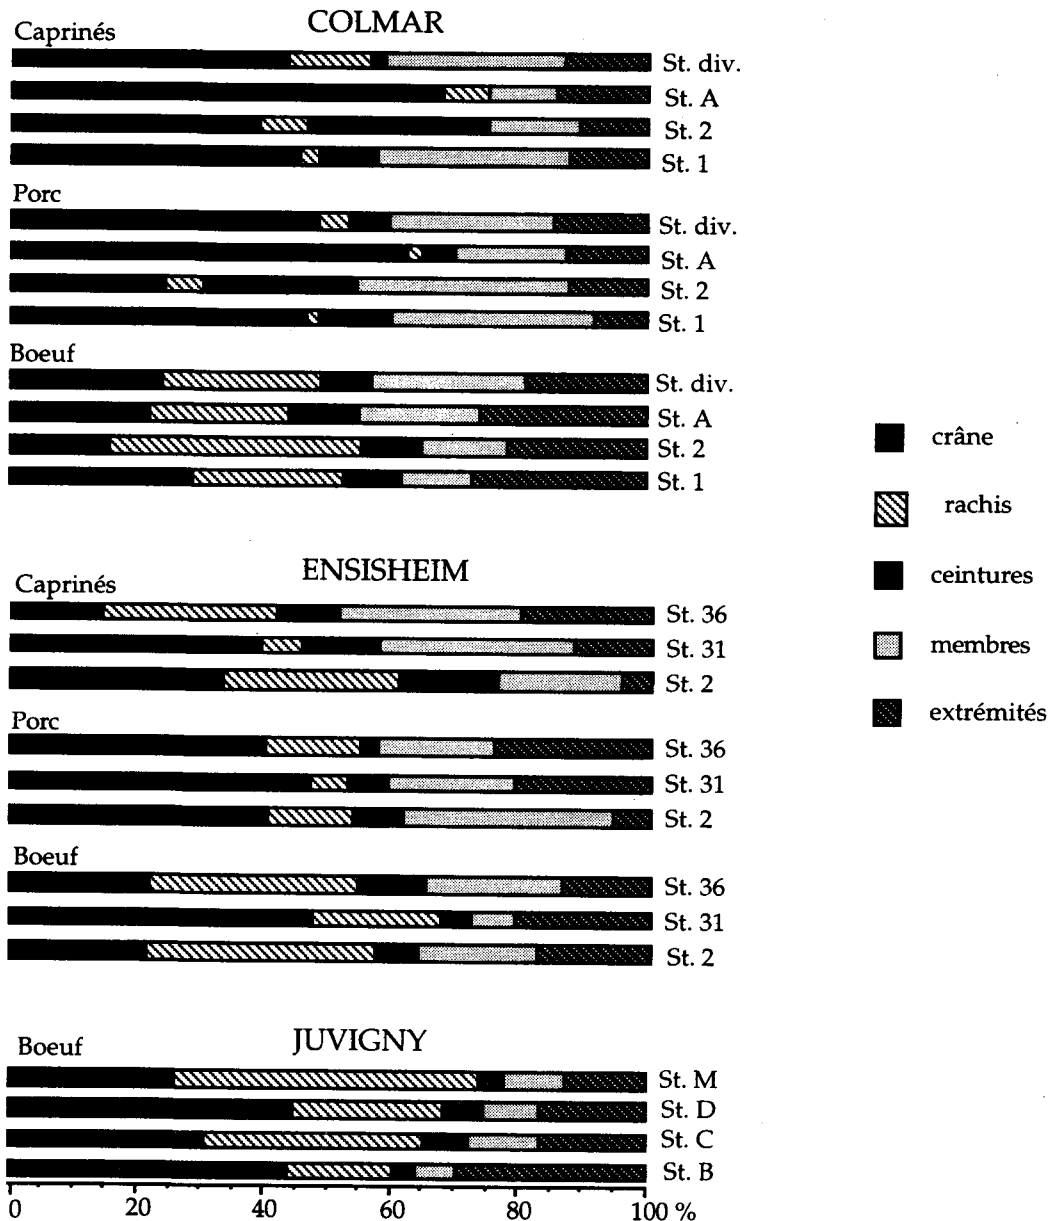 COLMAR
Caprinés
St. div.
St. A
St. 2
St. 1
Porc
St. div.
St. A
St. 2
St. 1
Boeuf
St. div.
St. A
St. 2
St. 1
crâne
rachis
ceintures
membres
extrémités
ENSISHEIM
Caprinés
St. 36
St. 31
St. 2
Porc
St. 36
St. 31
St. 2
Boeuf
St. 36
St. 31
St. 2
JUVIGNY
Boeuf
St. M
St. D
St. C
St. B
0 20 40 60 80 100 %